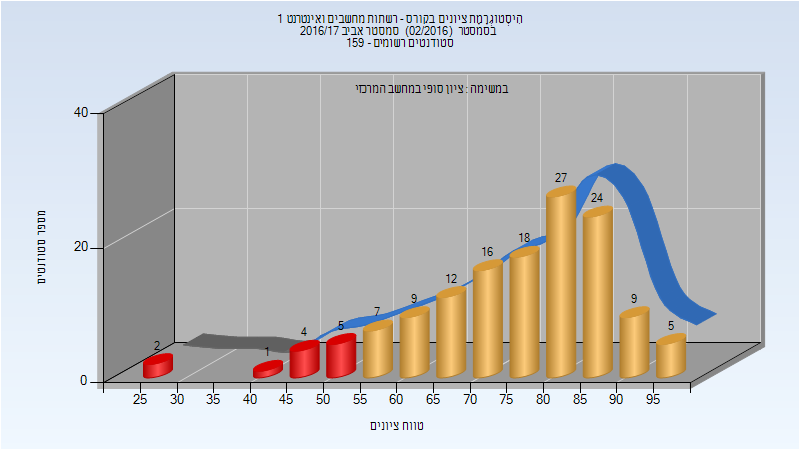 היסטוגרמת ציונים בקורס - רשתות מחשבים ואינטרנט 1
בסמסטר (02/2016) סמסטר אביב 2016/17
סטודנטים רשומים - 159
במשימה : ציון סופי במחשב המרכזי
40
20
0
מספר סטודנטים
2
1
4
5
7
9
12
16
18
27
24
9
5
25 30 35 40 45 50 55 60 65 70 75 80 85 90 95
טווח ציונים